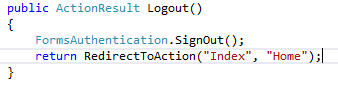 public ActionResult Logout()
{
    FormsAuthentication.SignOut();
    return RedirectToAction("Index", "Home");
}